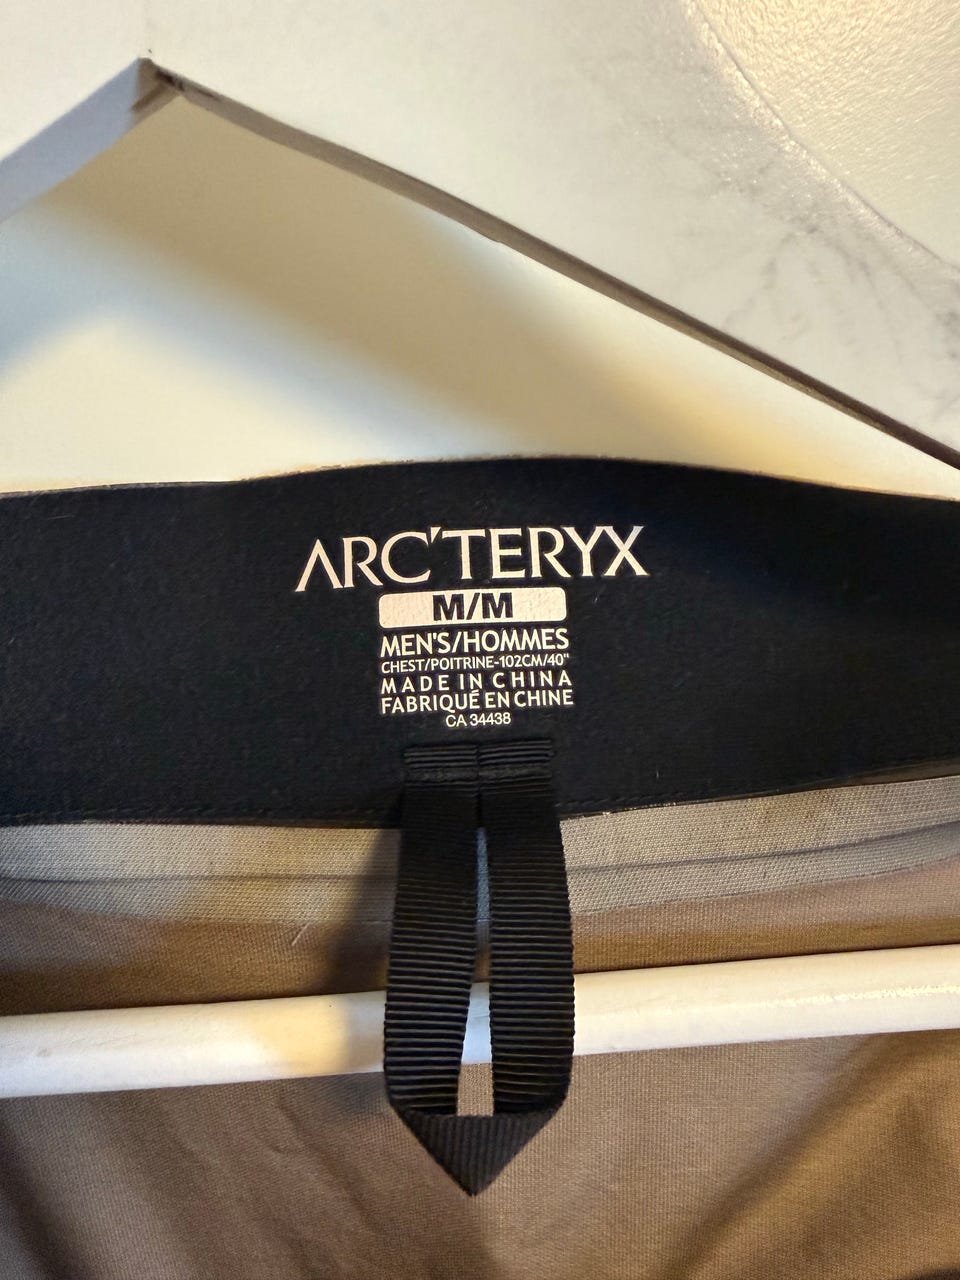 ARC'TERYX
M/M
MEN'S/HOMMES
CHEST/POITRINE-102CM/40"
MADE IN CHINA
FABRIQUÉ EN CHINE
CA 34438